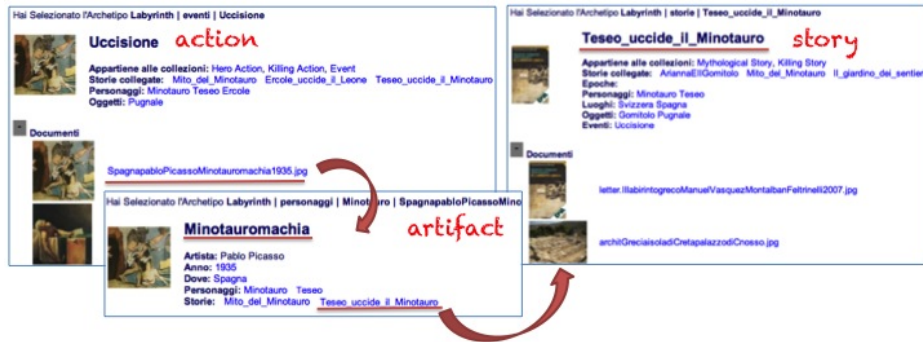 Hai Selezionato l'Archetipo Labyrinth | eventi | Uccisione
Uccisione
action
Appartiene alle collezioni: Hero Action, Killing Action, Event
Storie collegate: Mito_del_Minotauro Ercole_uccide_il_Leone Teseo_uccide_il_Minotauro
Personaggi: Minotauro Teseo Ercole
Oggetti: Pugnale
- Documenti
SpagnapabloPicassoMinotauromachia1935.jpg
Hai Selezionato l'Archetipo Labyrinth | personaggi | Minotauro | SpagnapabloPicassoMino
Minotauromachia
artifact
Artista: Pablo Picasso
Anno: 1935
Dove: Spagna
Personaggi: Minotauro Teseo
Storie: Mito_del_Minotauro Teseo_uccide_il_Minotauro
Hai Selezionato l'Archetipo Labyrinth | storie | Teseo_uccide_il_Minotauro
Teseo_uccide_il_Minotauro
story
Appartiene alle collezioni: Mythological Story, Killing Story
Storie collegate: AriannaEIlGomitolo Mito_del_Minotauro Il_giardino_dei_sentier
Epoche:
Personaggi: Minotauro Teseo
Luoghi: Svizzera Spagna
Oggetti: Gomitolo Pugnale
Eventi: Uccisione
- Documenti
letter.IllabirintogrecoManuelVasquezMontalbanFeltrinelli2007.jpg
architGreciaisoladiCretapalazzodiCnosso.jpg